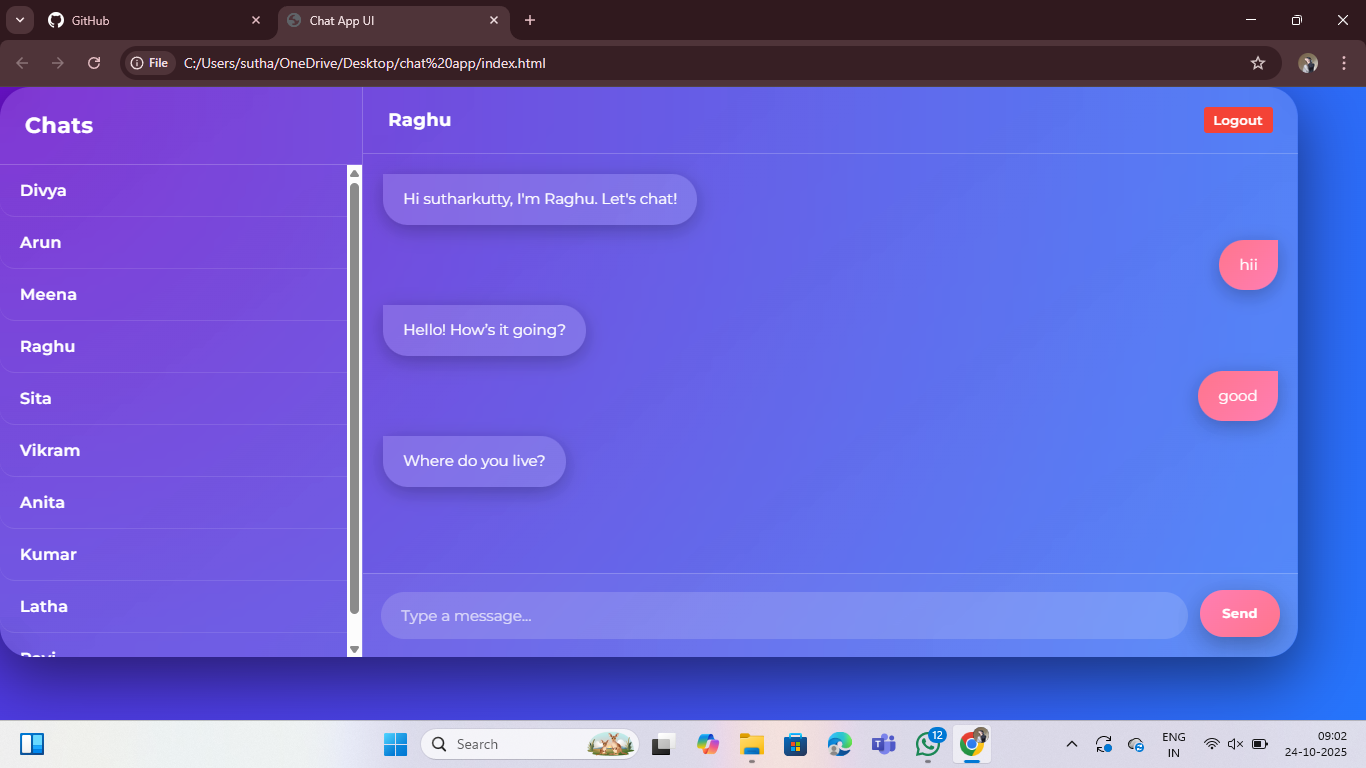 GitHub
Chat App UI
File
C:/Users/sutha/OneDrive/Desktop/chat%20app/index.html
Chats
Raghu
Logout
Divya
Arun
Meena
Raghu
Sita
Vikram
Anita
Kumar
Latha
Hi sutharkutty, I'm Raghu. Let's chat!
hii
Hello! How’s it going?
good
Where do you live?
Type a message...
Send
Search
12
ENG
IN
09:02
24-10-2025